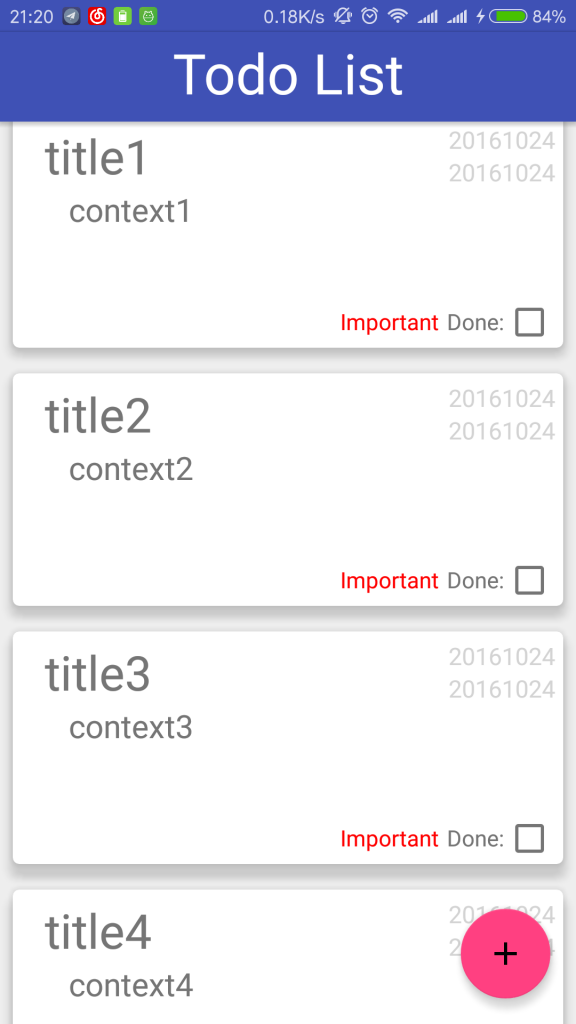 21:20 0.18K/s 84%
Todo List
title1 20161024
20161024
context1
Important Done:
title2 20161024
20161024
context2
Important Done:
title3 20161024
20161024
context3
Important Done:
title4
context4
+